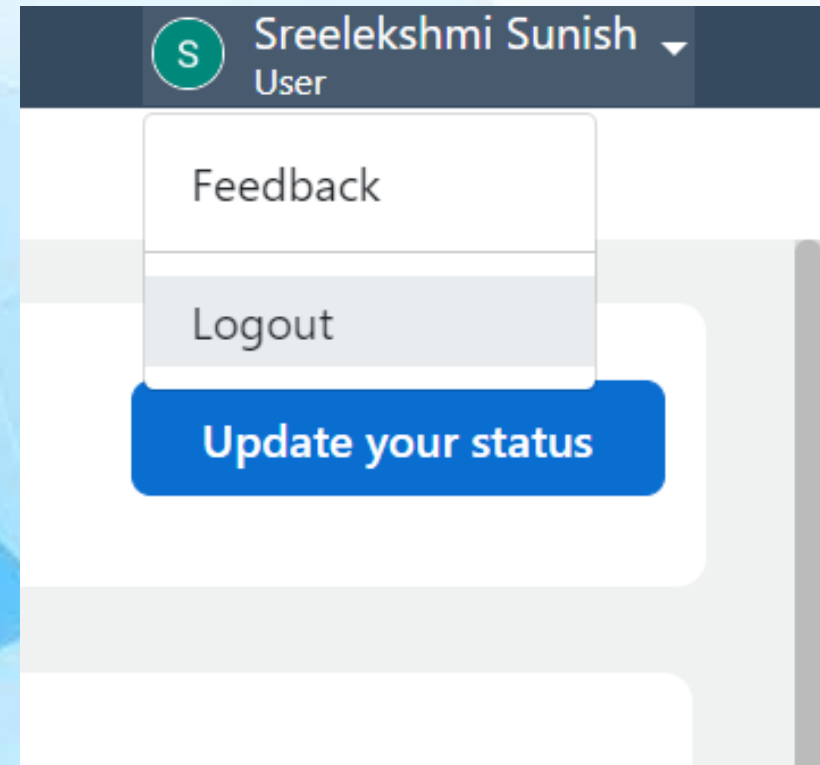 S
Sreelekshmi Sunish
User
Feedback
Logout
Update your status